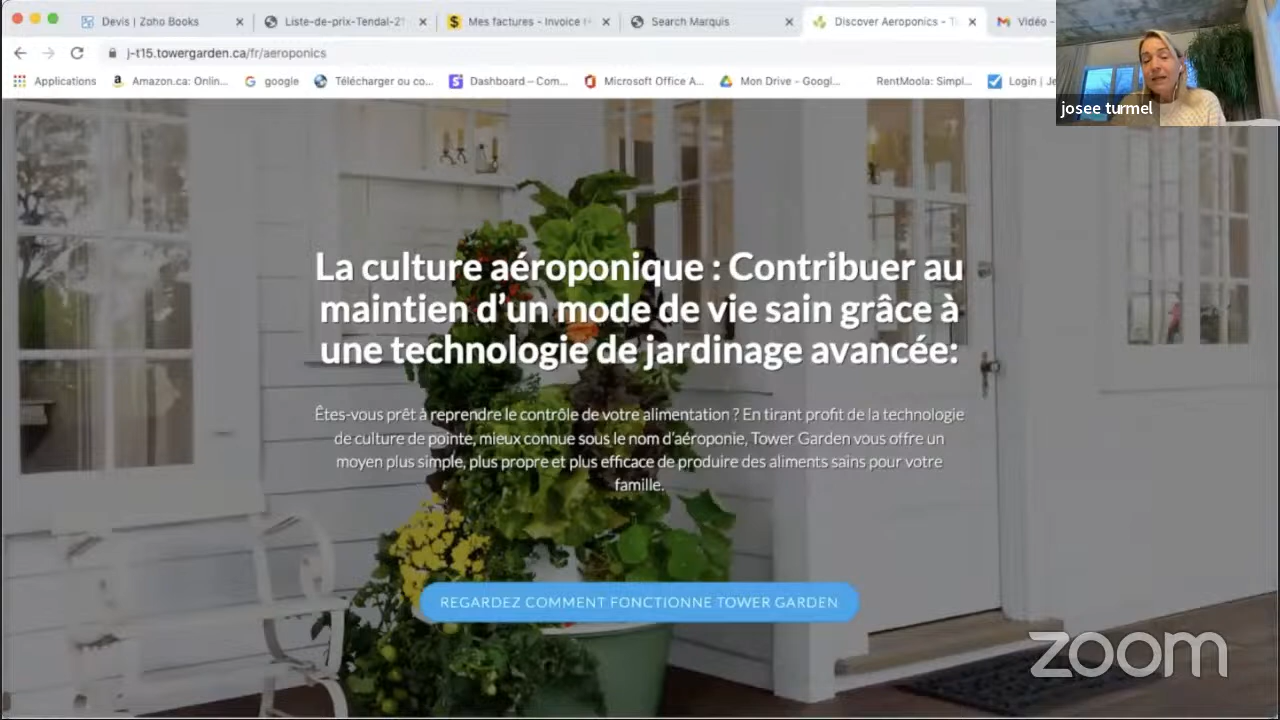 Devis | Zoho Books
Liste-de-prix-Tendal-21
Mes factures - Invoice
Search Marquis
Discover Aeroponics - T
Vidéo -
j-t15.towergarden.ca/fr/aeroponics
Applications
Amazon.ca: Onlin...
google
Télécharger ou co...
Dashboard – Com...
Microsoft Office A...
Mon Drive - Googl...
RentMoola: Simpl...
Login | Je
josee turmel
La culture aéroponique : Contribuer au
maintien d’un mode de vie sain grâce à
une technologie de jardinage avancée:
Êtes-vous prêt à reprendre le contrôle de votre alimentation ? En tirant profit de la technologie
de culture de pointe, mieux connue sous le nom d’aéroponie, Tower Garden vous offre un
moyen plus simple, plus propre et plus efficace de produire des aliments sains pour votre
famille.
REGARDEZ COMMENT FONCTIONNE TOWER GARDEN
zoom